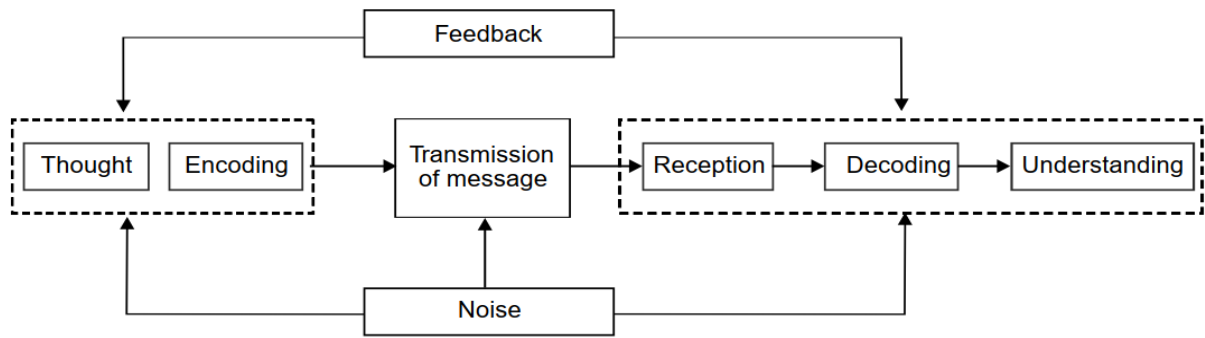 Feedback
Thought
Encoding
Transmission
of message
Reception
Decoding
Understanding
Noise